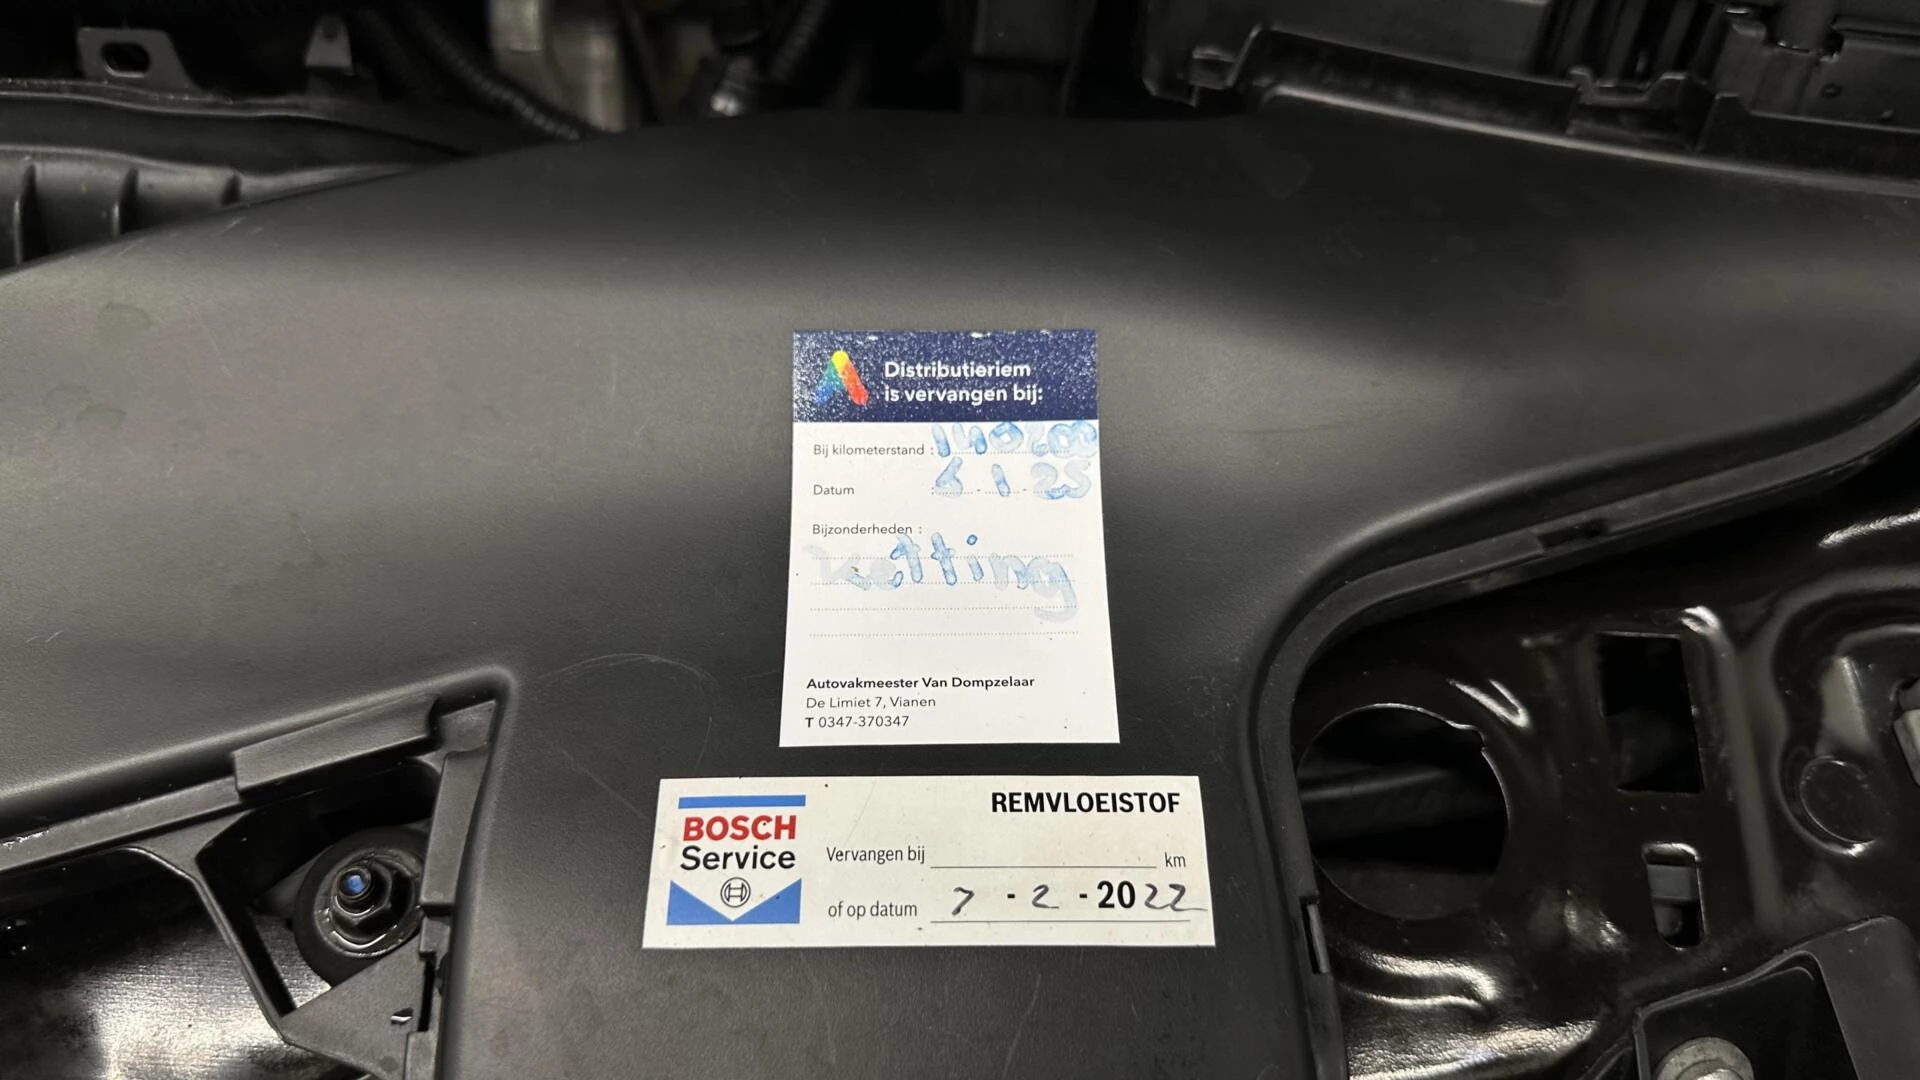 Distributieriem
is vervangen bij:
Bij kilometerstand : 140200
Datum : 6 - 1 - 25
Bijzonderheden :
Ketting
Autovakmeester Van Dompzelaar
De Limiet 7, Vianen
T 0347-370347
BOSCH
Service
REMVLOEISTOF
Vervangen bij km
of op datum 7 - 2 - 2022